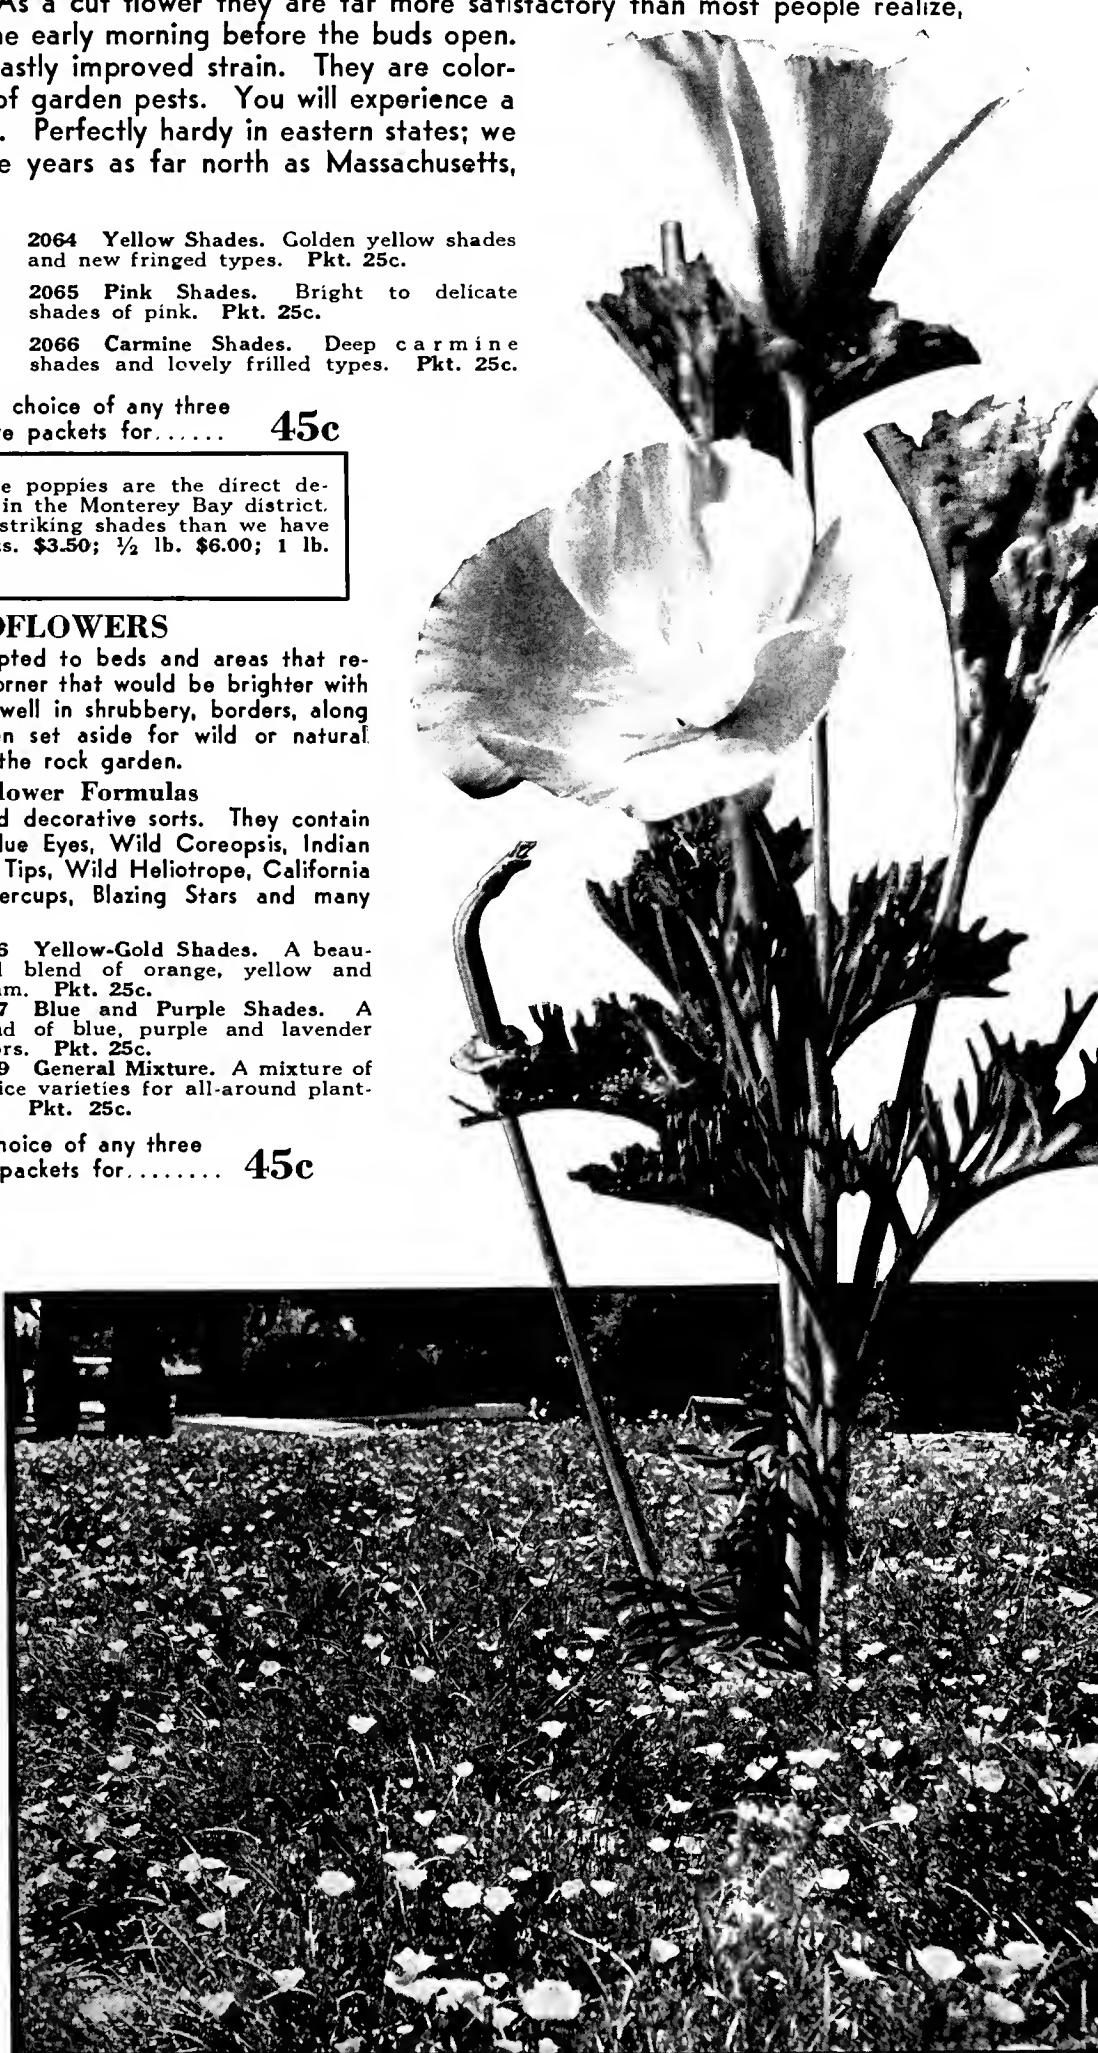 As a cut flower they are far more satisfactory than most people realize,
early morning before the buds open.
improved strain. They are color-
of garden pests. You will experience a
Perfectly hardy in eastern states; we
years as far north as Massachusetts,
2064 Yellow Shades. Golden yellow shades
and new fringed types. Pkt. 25c.
2065 Pink Shades. Bright to delicate
shades of pink. Pkt. 25c.
2066 Carmine Shades. Deep carmine
shades and lovely frilled types. Pkt. 25c.
choice of any three
packets for...... 45c
poppies are the direct de-
in the Monterey Bay district.
striking shades than we have
$3.50; ½ lb. $6.00; 1 lb.
FLOWERS
to beds and areas that re-
that would be brighter with
well in shrubbery, borders, along
set aside for wild or natural
the rock garden.
Formulas
decorative sorts. They contain
Eyes, Wild Coreopsis, Indian
Tips, Wild Heliotrope, California
Blazing Stars and many
6 Yellow-Gold Shades. A beau-
blend of orange, yellow and
Pkt. 25c.
7 Blue and Purple Shades. A
of blue, purple and lavender
Pkt. 25c.
9 General Mixture. A mixture of
varieties for all-around plant-
Pkt. 25c.
choice of any three
packets for........ 45c